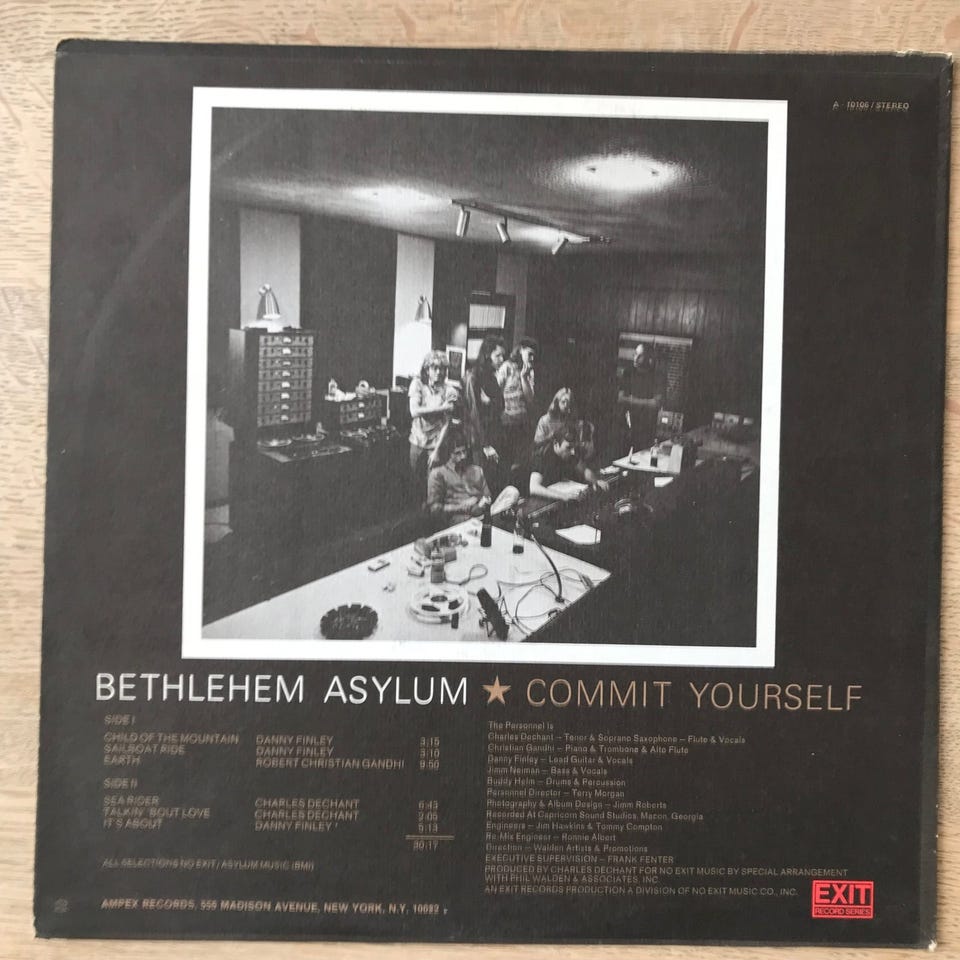 A - 10106 / STEREO
BETHLEHEM ASYLUM ★ COMMIT YOURSELF
SIDE I
CHILD OF THE MOUNTAIN DANNY FINLEY 3:15
SAILBOAT RIDE DANNY FINLEY 3:10
EARTH ROBERT CHRISTIAN GANDHI 9:50
SIDE II
SEA RIDER CHARLES DECHANT 6:43
TALKIN' 'BOUT LOVE CHARLES DECHANT 2:05
IT'S ABOUT DANNY FINLEY 5:13
30:17
ALL SELECTIONS NO EXIT / ASYLUM MUSIC (BMI)
AMPEX RECORDS, 555 MADISON AVENUE, NEW YORK, N.Y. 10022
The Personnel is
Charles Dechant – Tenor & Soprano Saxophone – Flute & Vocals
Christian Gandhi – Piano & Trombone & Alto Flute
Danny Finley – Lead Guitar & Vocals
Jimm Neiman – Bass & Vocals
Buddy Helm – Drums & Percussion
Personnel Director – Terry Morgan
Photography & Album Design – Jimm Roberts
Recorded At Capricorn Sound Studios, Macon, Georgia
Engineers – Jim Hawkins & Tommy Compton
Re-Mix Engineer – Ronnie Albert
Direction – Walden Artists & Promotions
EXECUTIVE SUPERVISION – FRANK FENTER
PRODUCED BY CHARLES DECHANT FOR NO EXIT MUSIC BY SPECIAL ARRANGEMENT
WITH PHIL WALDEN & ASSOCIATES, INC.
AN EXIT RECORDS PRODUCTION A DIVISION OF NO EXIT MUSIC CO., INC.
EXIT
RECORD SERIES